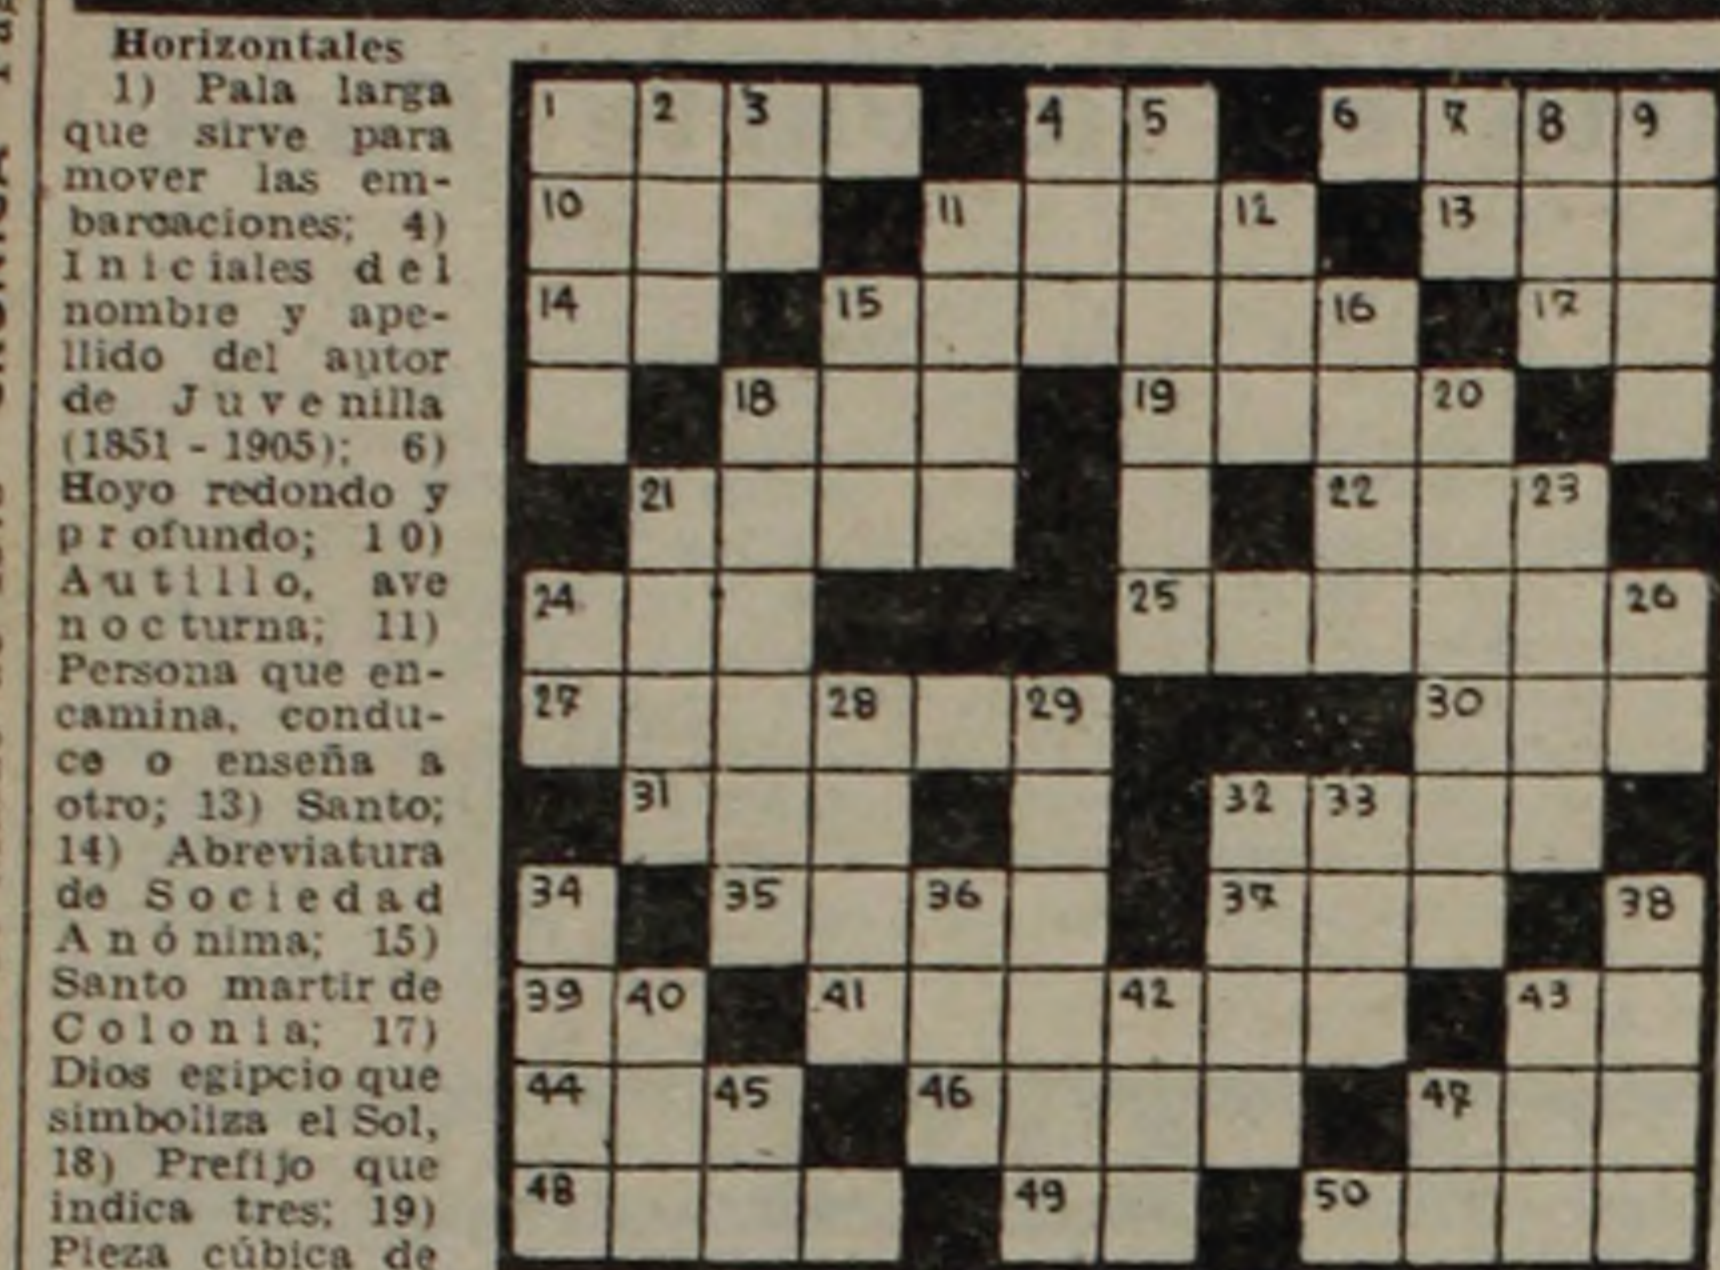 Horizontales
1) Pala larga
que sirve para
mover las em-
barcaciones; 4)
Iniciales del
nombre y ape-
llido del autor
de Juvenilla
(1851 - 1905); 6)
Hoyo redondo y
profundo; 10)
Autillo, ave
nocturna; 11)
Persona que en-
camina, condu-
ce o enseña a
otro; 13) Santo;
14) Abreviatura
de Sociedad
Anónima; 15)
Santo martir de
Colonia; 17)
Dios egipcio que
simboliza el Sol,
18) Prefijo que
indica tres; 19)
Pieza cúbica de
1 2 3 4 5 6 7 8 9
10 11 12 13
14 15 16 17
18 19 20
21 22 23
24 25 26
27 28 29 30
31 32 33
34 35 36 37 38
39 40 41 42 43
44 45 46 47
48 49 50